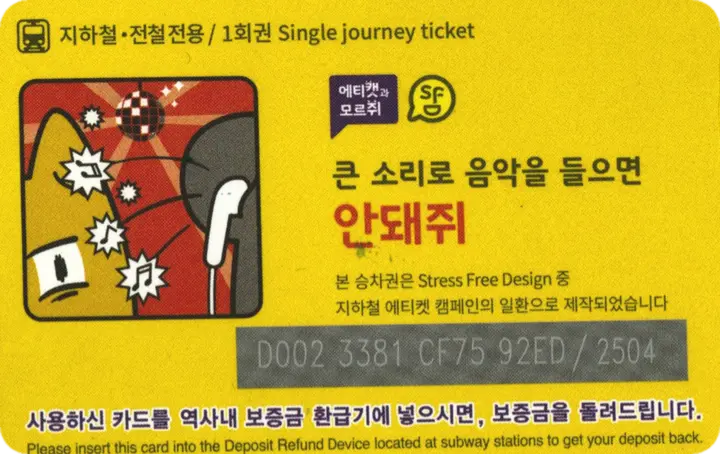 지하철·전철전용 / 1회권 Single journey ticket
에티캣과
모르쥐
SF
큰 소리로 음악을 들으면
안돼쥐
본 승차권은 Stress Free Design 중
지하철 에티켓 캠페인의 일환으로 제작되었습니다
D002 3381 CF75 92ED / 2504
사용하신 카드를 역사내 보증금 환급기에 넣으시면, 보증금을 돌려드립니다.
Please insert this card into the Deposit Refund Device located at subway stations to get your deposit back.